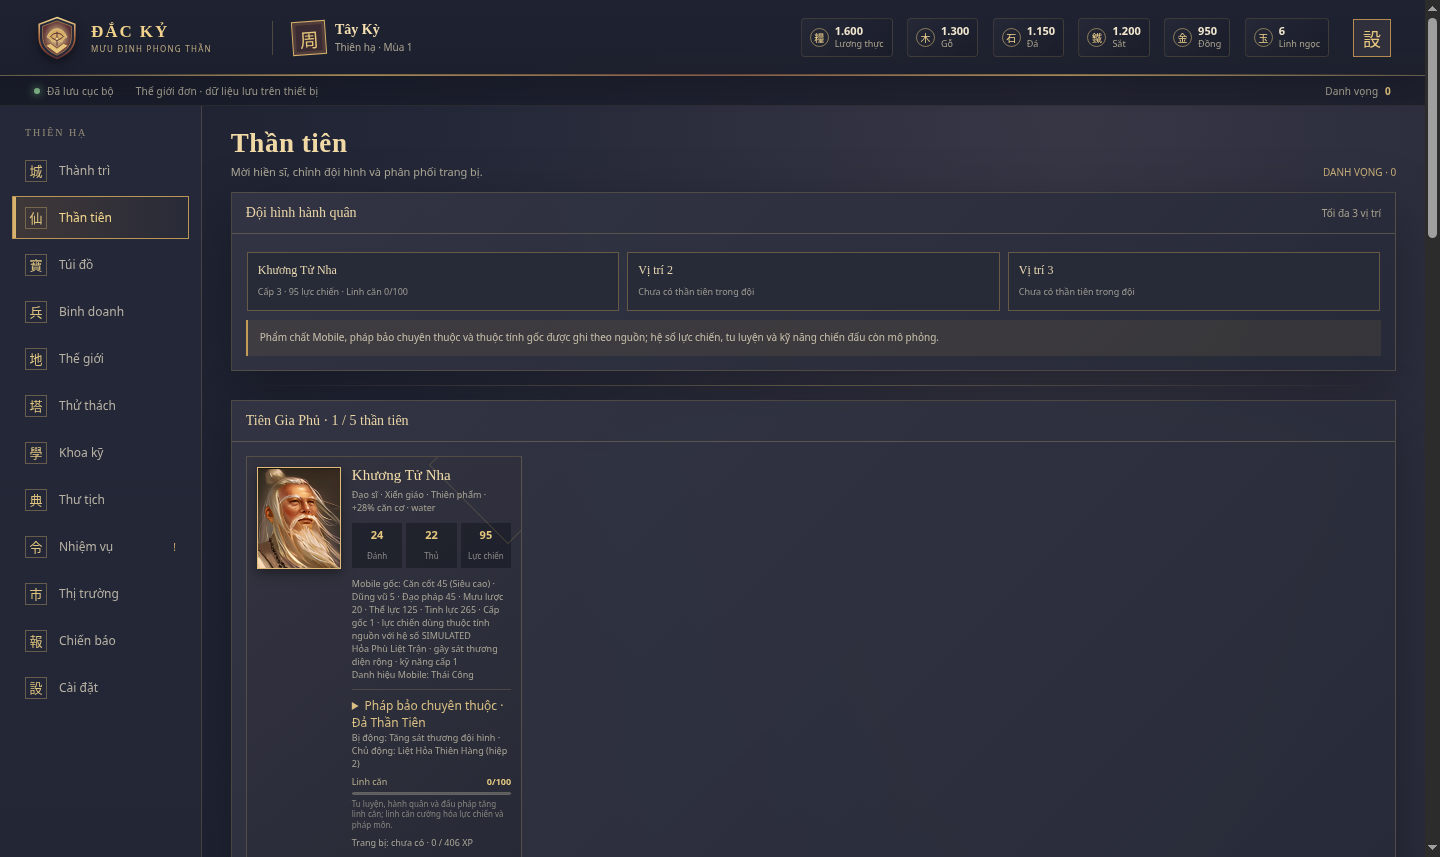 ĐẮC KỶ
MƯU ĐỊNH PHONG THẦN
周
Tây Kỳ
Thiên hạ · Mùa 1
糧 1.600 Lương thực
木 1.300 Gỗ
石 1.150 Đá
鐵 1.200 Sắt
金 950 Đồng
玉 6 Linh ngọc
設
Đã lưu cục bộ
Thế giới đơn · dữ liệu lưu trên thiết bị
Danh vọng 0
THIÊN HẠ
城 Thành trì
仙 Thần tiên
寶 Túi đồ
兵 Binh doanh
地 Thế giới
塔 Thử thách
學 Khoa kỹ
典 Thư tịch
令 Nhiệm vụ !
市 Thị trường
報 Chiến báo
設 Cài đặt
Thần tiên
Mời hiền sĩ, chỉnh đội hình và phân phối trang bị.
DANH VỌNG · 0
Đội hình hành quân
Tối đa 3 vị trí
Khương Tử Nha
Cấp 3 · 95 lực chiến · Linh căn 0/100
Vị trí 2
Chưa có thần tiên trong đội
Vị trí 3
Chưa có thần tiên trong đội
Phẩm chất Mobile, pháp bảo chuyên thuộc và thuộc tính gốc được ghi theo nguồn; hệ số lực chiến, tu luyện và kỹ năng chiến đấu còn mô phỏng.
Tiên Gia Phủ · 1 / 5 thần tiên
Khương Tử Nha
Đạo sĩ · Xiển giáo · Thiên phẩm ·
+28% căn cơ · water
24
Đánh
22
Thủ
95
Lực chiến
Mobile gốc: Căn cốt 45 (Siêu cao) ·
Dũng vũ 5 · Đạo pháp 45 · Mưu lược
20 · Thể lực 125 · Tinh lực 265 · Cấp
gốc 1 · lực chiến dùng thuộc tính
nguồn với hệ số SIMULATED
Hỏa Phù Liệt Trận · gây sát thương
diện rộng · kỹ năng cấp 1
Danh hiệu Mobile: Thái Công
▶ Pháp bảo chuyên thuộc ·
Đả Thần Tiên
Bị động: Tăng sát thương đội hình ·
Chủ động: Liệt Hỏa Thiên Hàng (hiệp
2)
Linh căn 0/100
Tu luyện, hành quân và đấu pháp tăng
linh căn; linh căn cường hóa lực chiến và
pháp môn.
Trang bị: chưa có · 0 / 406 XP